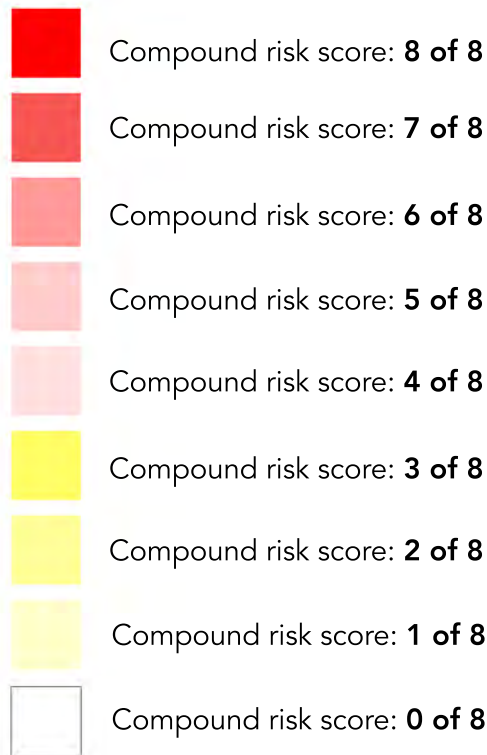 Compound risk score: 8 of 8
Compound risk score: 7 of 8
Compound risk score: 6 of 8
Compound risk score: 5 of 8
Compound risk score: 4 of 8
Compound risk score: 3 of 8
Compound risk score: 2 of 8
Compound risk score: 1 of 8
Compound risk score: 0 of 8